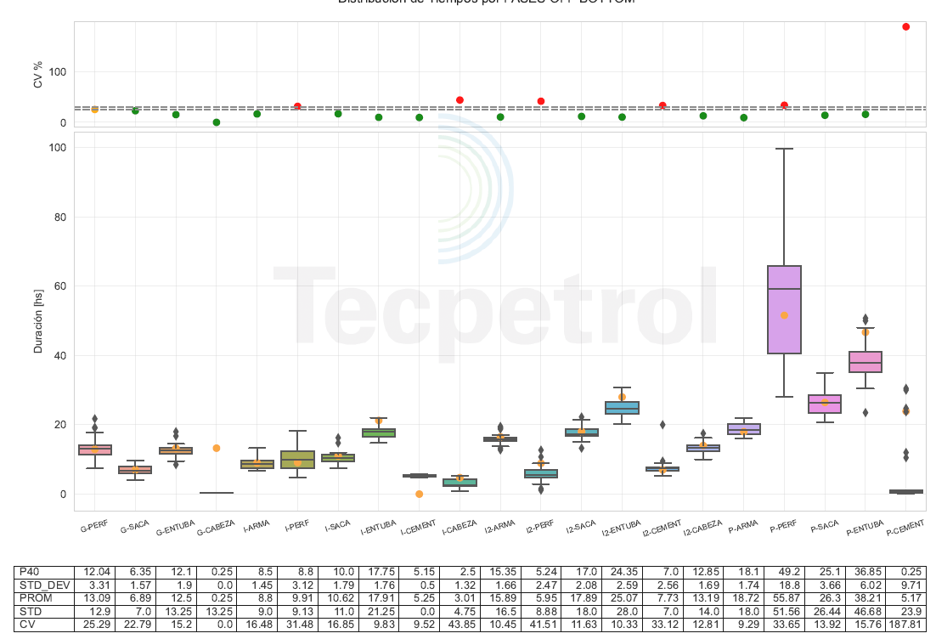 Distribución de Tiempos por FASES OFF BOTTOM
CV %
100
0
Tecpetrol
Duración [hs]
100
80
60
40
20
0
G-PERF G-SACA G-ENTUBA G-CABEZA I-ARMA I-PERF I-SACA I-ENTUBA I-CEMENT I-CABEZA I2-ARMA I2-PERF I2-SACA I2-ENTUBA I2-CEMENT I2-CABEZA P-ARMA P-PERF P-SACA P-ENTUBA P-CEMENT
P40 12.04 6.35 12.1 0.25 8.5 8.8 10.0 17.75 5.15 2.5 15.35 5.24 17.0 24.35 7.0 12.85 18.1 49.2 25.1 36.85 0.25
STD_DEV 3.31 1.57 1.9 0.0 1.45 3.12 1.79 1.76 0.5 1.32 1.66 2.47 2.08 2.59 2.56 1.69 1.74 18.8 3.66 6.02 9.71
PROM 13.09 6.89 12.5 0.25 8.8 9.91 10.62 17.91 5.25 3.01 15.89 5.95 17.89 25.07 7.73 13.19 18.72 55.87 26.3 38.21 5.17
STD 12.9 7.0 13.25 13.25 9.0 9.13 11.0 21.25 0.0 4.75 16.5 8.88 18.0 28.0 7.0 14.0 18.0 51.56 26.44 46.68 23.9
CV 25.29 22.79 15.2 0.0 16.48 31.48 16.85 9.83 9.52 43.85 10.45 41.51 11.63 10.33 33.12 12.81 9.29 33.65 13.92 15.76 187.81